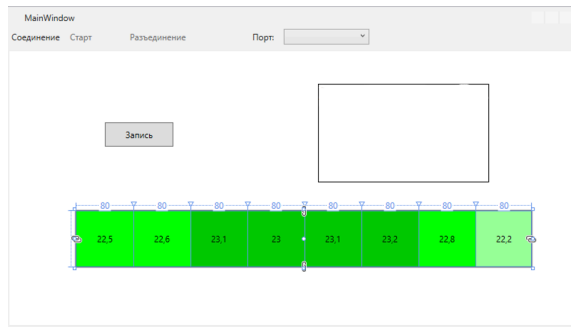 MainWindow
Соединение Старт Разъединение Порт:
Запись
80 80 80 80 80 80 80 80
22,5 22,6 23,1 23 23,1 23,2 22,8 22,2